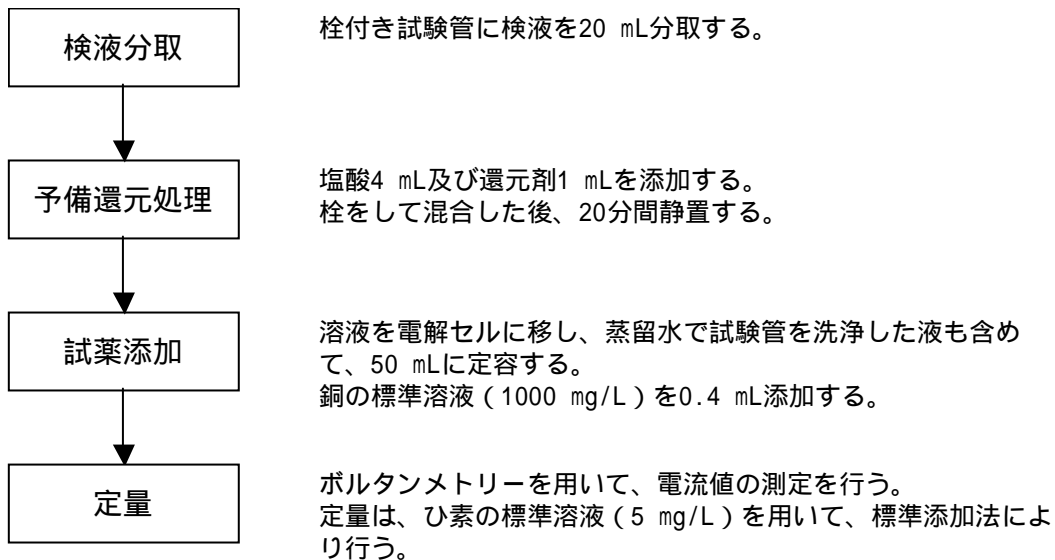 検液分取
栓付き試験管に検液を20 mL分取する。
予備還元処理
塩酸4 mL及び還元剤1 mLを添加する。
栓をして混合した後、20分間静置する。
試薬添加
溶液を電解セルに移し、蒸留水で試験管を洗浄した液も含め
て、50 mLに定容する。
銅の標準溶液（1000 mg/L）を0.4 mL添加する。
定量
ボルタンメトリーを用いて、電流値の測定を行う。
定量は、ひ素の標準溶液（5 mg/L）を用いて、標準添加法によ
り行う。